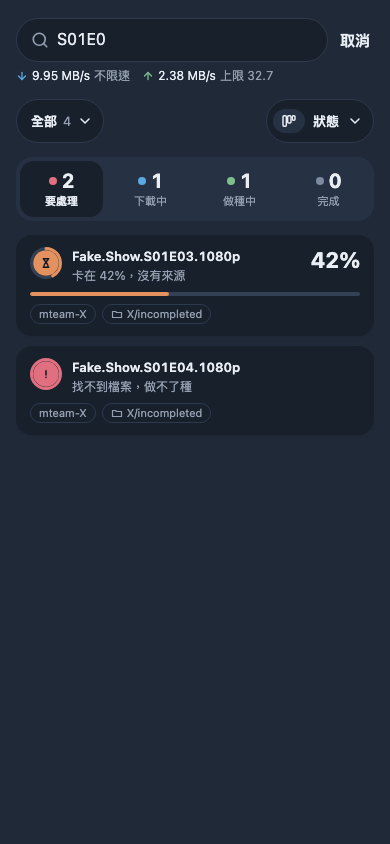 S01E0 取消
9.95 MB/s 不限速 2.38 MB/s 上限 32.7
全部 4 狀態
2 1 1 0
要處理 下載中 做種中 完成
Fake.Show.S01E03.1080p 42%
卡在 42%，沒有來源
mteam-X X/incompleted
! Fake.Show.S01E04.1080p
找不到檔案，做不了種
mteam-X X/incompleted